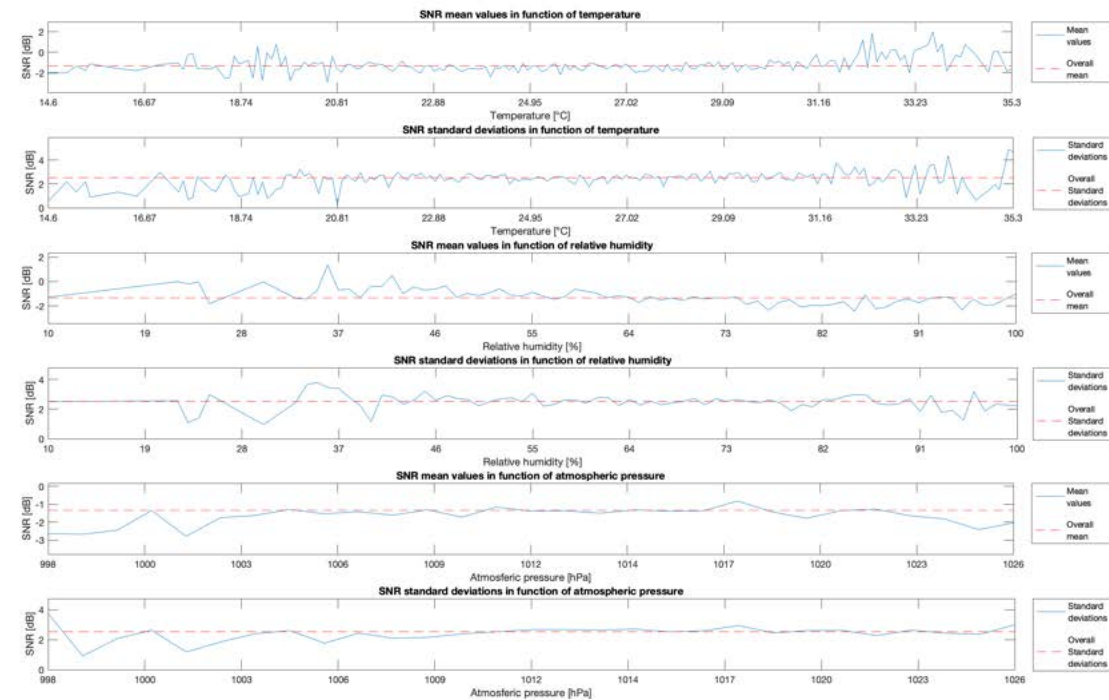 SNR mean values in function of temperature
SNR [dB]
2
0
-2
14.6 16.67 18.74 20.81 22.88 24.95 27.02 29.09 31.16 33.23 35.3
Temperature [°C]
Mean values
Overall mean
SNR standard deviations in function of temperature
SNR [dB]
4
2
0
14.6 16.67 18.74 20.81 22.88 24.95 27.02 29.09 31.16 33.23 35.3
Temperature [°C]
Standard deviations
Overall Standard deviations
SNR mean values in function of relative humidity
SNR [dB]
2
0
-2
10 19 28 37 46 55 64 73 82 91 100
Relative humidity [%]
Mean values
Overall mean
SNR standard deviations in function of relative humidity
SNR [dB]
4
2
0
10 19 28 37 46 55 64 73 82 91 100
Relative humidity [%]
Standard deviations
Overall Standard deviations
SNR mean values in function of atmospheric pressure
SNR [dB]
0
-1
-2
-3
998 1000 1003 1006 1009 1012 1014 1017 1020 1023 1026
Atmosferic pressure [hPa]
Mean values
Overall mean
SNR standard deviations in function of atmospheric pressure
SNR [dB]
4
2
0
998 1000 1003 1006 1009 1012 1014 1017 1020 1023 1026
Atmosferic pressure [hPa]
Standard deviations
Overall Standard deviations